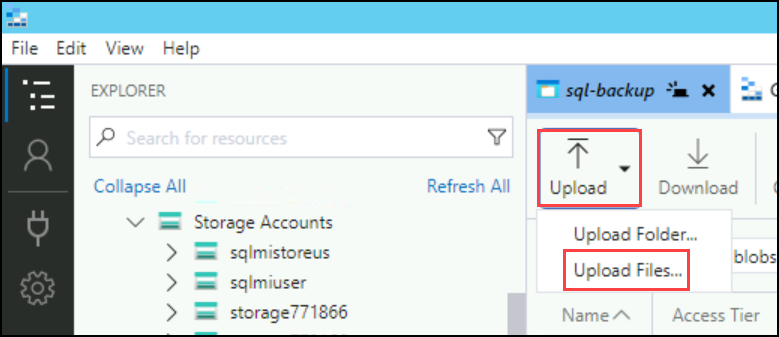 File Edit View Help
EXPLORER
Search for resources
Collapse All Refresh All
Storage Accounts
sqlmistoreus
sqlmiuser
storage771866
sql-backup
Upload Download
Upload Folder...
Upload Files...
blobs
Name Access Tier